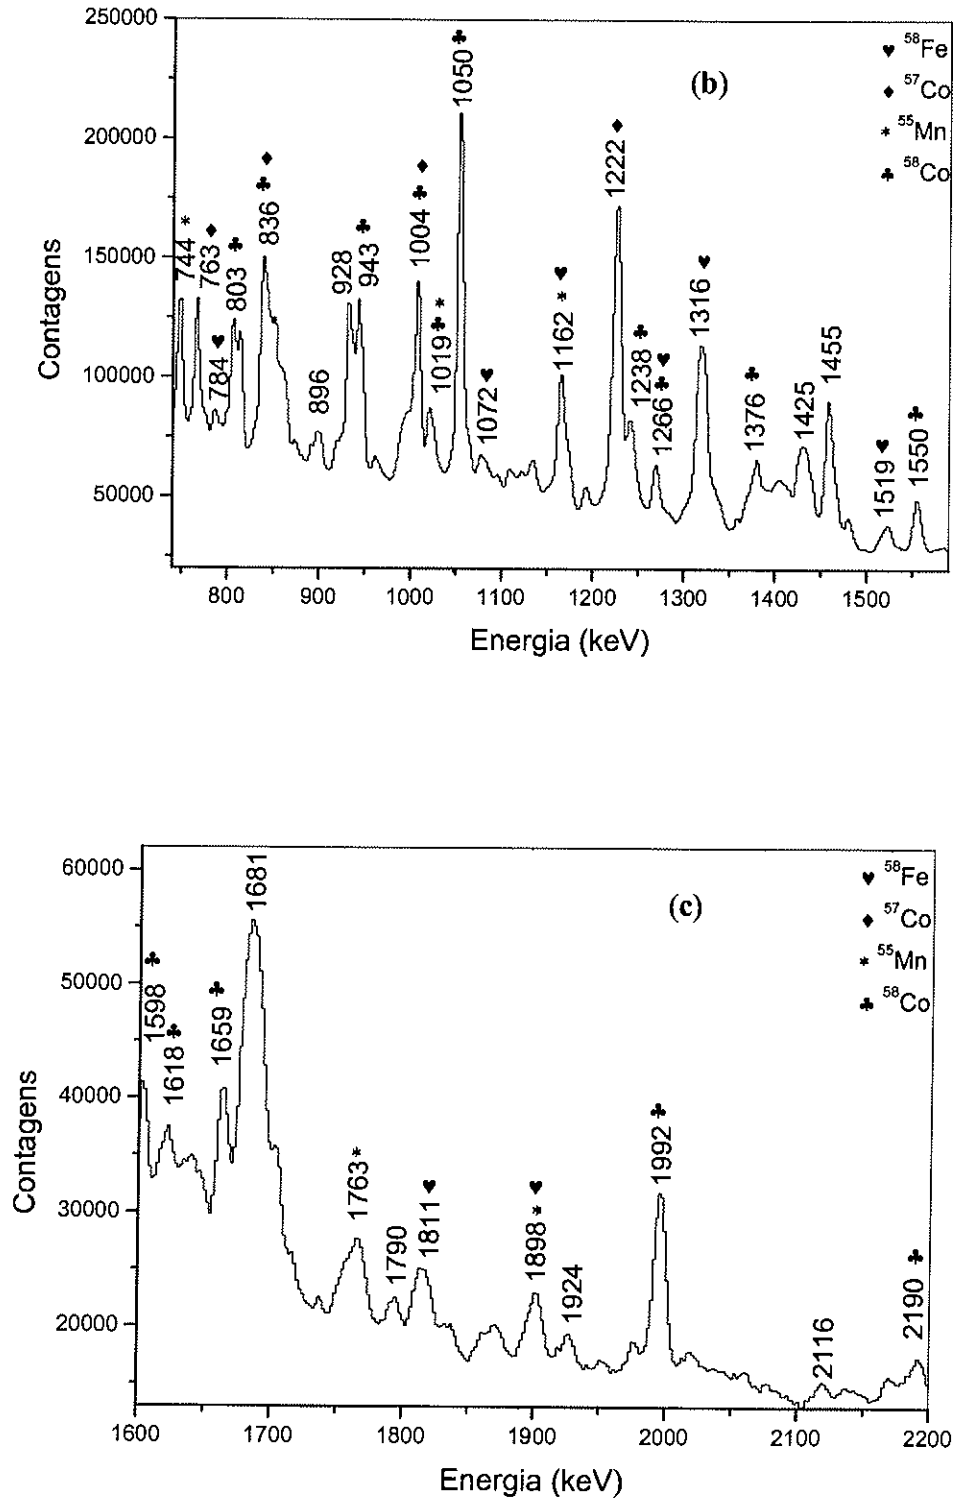 250000
200000
150000
100000
50000
Contagens
(b)
♥ ⁵⁸Fe
♦ ⁵⁷Co
* ⁵⁵Mn
♣ ⁵⁸Co
744 *
763 ♦
784 ♥
803 ♣
836 ♣ ♦
896
928
943 ♣
1004 ♣ ♦
1019 ♣ *
1050 ♣
1072 ♥
1162 * ♥
1222 ♦
1238 ♣
1266 ♣ ♥
1316 ♥
1376 ♣
1425
1455
1519 ♥
1550 ♣
800 900 1000 1100 1200 1300 1400 1500
Energia (keV)
60000
50000
40000
30000
20000
Contagens
(c)
♥ ⁵⁸Fe
♦ ⁵⁷Co
* ⁵⁵Mn
♣ ⁵⁸Co
1598 ♣
1618 ♣
1659 ♣
1681
1763 *
1790
1811 ♥
1898 * ♥
1924
1992 ♣
2116
2190 ♣
1600 1700 1800 1900 2000 2100 2200
Energia (keV)